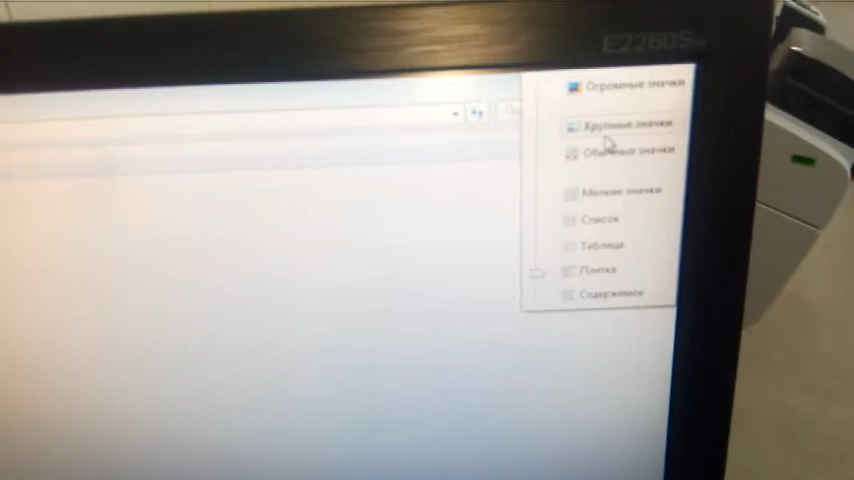 E2260S
Огромные значки
Крупные значки
Обычные значки
Мелкие значки
Список
Таблица
Плитка
Содержимое